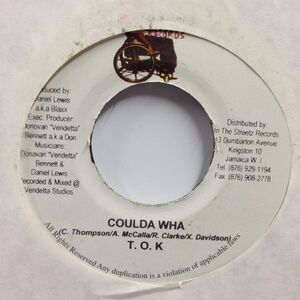 RECORDS
Produced by:
Daniel Lewis
a.k.a Blaxx
Exec. Producer:
Donovan "Vendetta"
Bennett a.k.a Don
Musicians:
Donovan "Vendetta"
Bennett &
Daniel Lewis
Recorded & Mixed @
Vendetta Studios
Distributed by:
In The Streetz Records
13 Dumbarton Avenue
Kingston 10
Jamaica W.I.
Tel: (876) 929-1194
Fax: (876) 908-2778
COULDA WHA
(C. Thompson/A. McCalla/R. Clarke/X. Davidson)
T. O. K
All Rights Reserved Any duplication is a violation of applicable laws